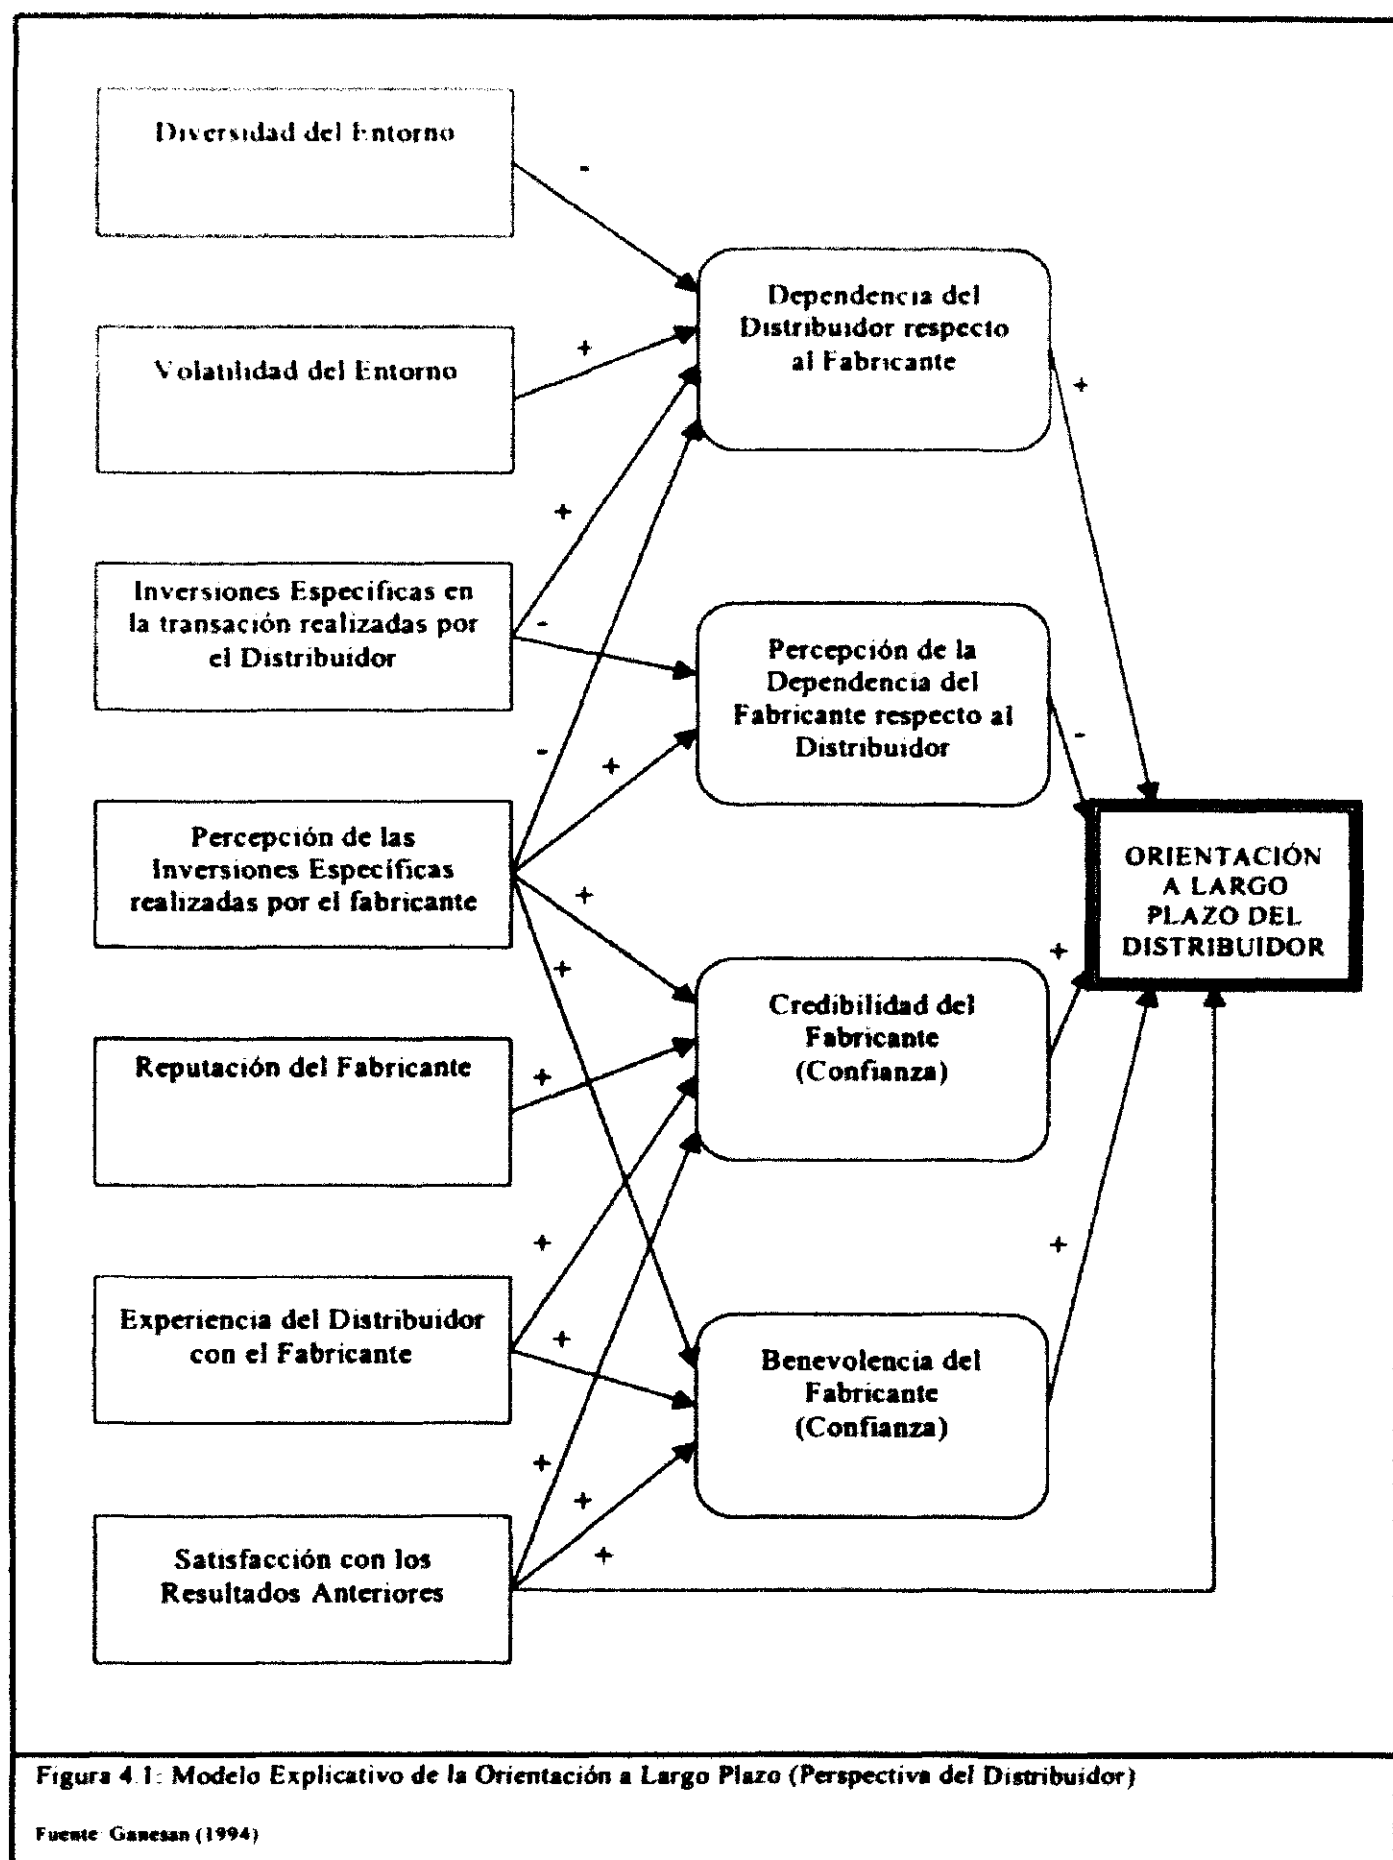 Diversidad del Entorno
-
Dependencia del
Distribuidor respecto
al Fabricante
Volatilidad del Entorno
+
+
+
Inversiones Específicas en
la transación realizadas por
el Distribuidor
-
Percepción de la
Dependencia del
Fabricante respecto al
Distribuidor
-
-
+
Percepción de las
Inversiones Específicas
realizadas por el fabricante
ORIENTACIÓN
A LARGO
PLAZO DEL
DISTRIBUIDOR
+
+
+
Credibilidad del
Fabricante
(Confianza)
Reputación del Fabricante
+
+
+
Experiencia del Distribuidor
con el Fabricante
+
Benevolencia del
Fabricante
(Confianza)
+
+
+
Satisfacción con los
Resultados Anteriores
Figura 4.1: Modelo Explicativo de la Orientación a Largo Plazo (Perspectiva del Distribuidor)
Fuente Ganesan (1994)